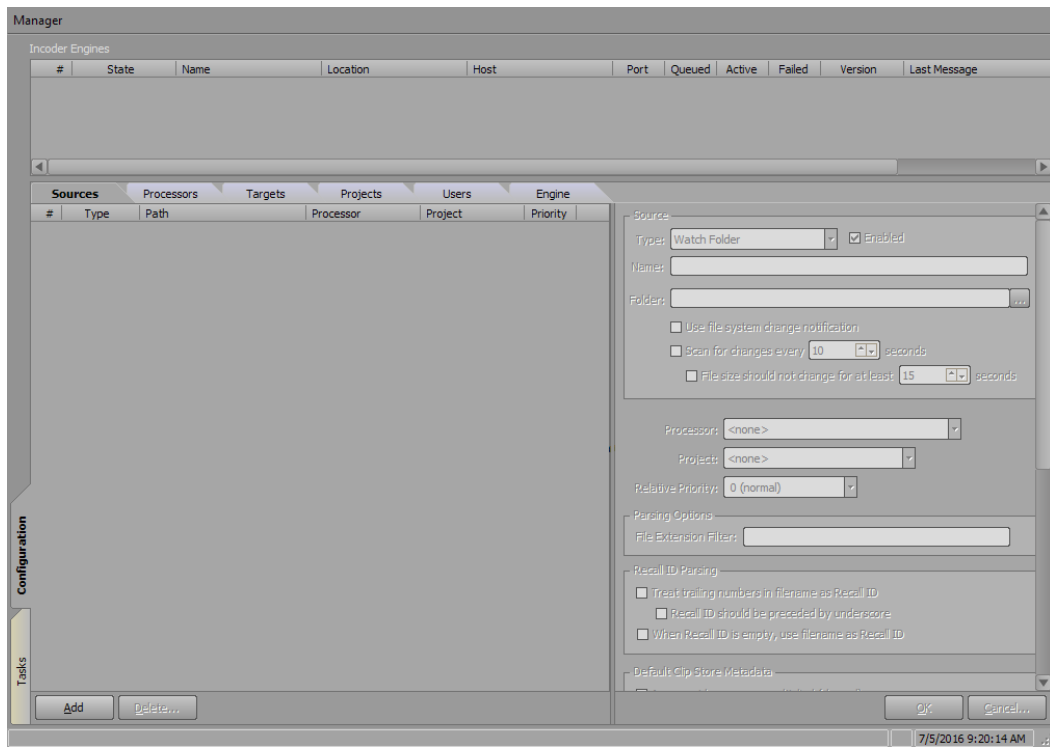 Manager
Incoder Engines
# State Name Location Host Port Queued Active Failed Version Last Message
Sources Processors Targets Projects Users Engine
# Type Path Processor Project Priority
Source
Type: Watch Folder Enabled
Name:
Folder: ...
Use file system change notification
Scan for changes every 10 seconds
File size should not change for at least 15 seconds
Processor: <none>
Project: <none>
Relative Priority: 0 (normal)
Parsing Options
File Extension Filter:
Recall ID Parsing
Treat trailing numbers in filename as Recall ID
Recall ID should be preceded by underscore
When Recall ID is empty, use filename as Recall ID
Default Clip Store Metadata
Configuration
Tasks
Add Delete... OK Cancel...
7/5/2016 9:20:14 AM